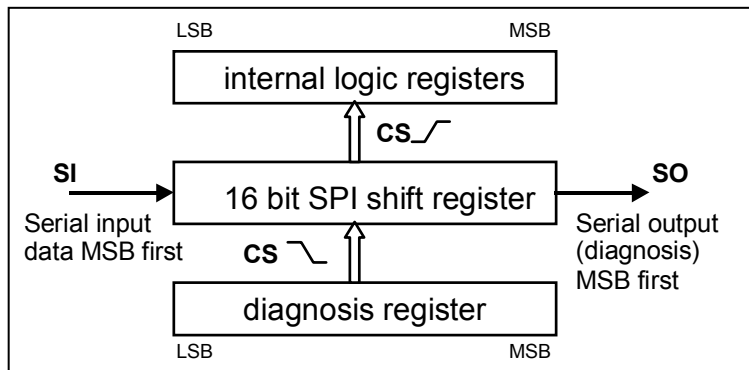 LSB MSB
internal logic registers
CS
SI SO
16 bit SPI shift register
Serial input
data MSB first
Serial output
(diagnosis)
MSB first
CS
diagnosis register
LSB MSB